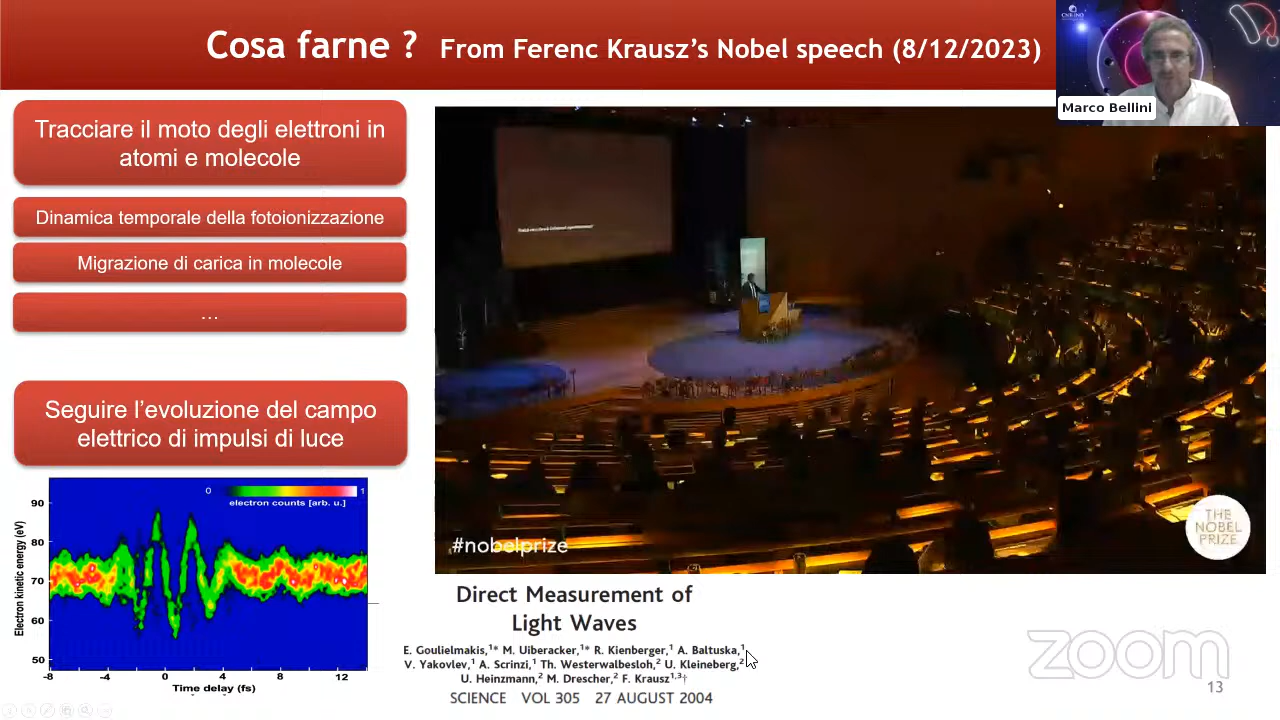 Cosa farne ? From Ferenc Krausz's Nobel speech (8/12/2023)
Marco Bellini
Tracciare il moto degli elettroni in
atomi e molecole
Dinamica temporale della fotoionizzazione
Migrazione di carica in molecole
...
Seguire l'evoluzione del campo
elettrico di impulsi di luce
0
1
electron counts [arb. u.]
Electron kinetic energy (eV)
90
80
70
60
50
-8
-4
0
4
8
12
Time delay (fs)
#nobelprize
THE
NOBEL
PRIZE
Direct Measurement of
Light Waves
E. Goulielmakis,¹* M. Uiberacker,¹* R. Kienberger,¹ A. Baltuska,¹
V. Yakovlev,¹ A. Scrinzi,¹ Th. Westerwalbesloh,² U. Kleineberg,²
U. Heinzmann,² M. Drescher,² F. Krausz¹,³†
SCIENCE VOL 305 27 AUGUST 2004
zoom
13